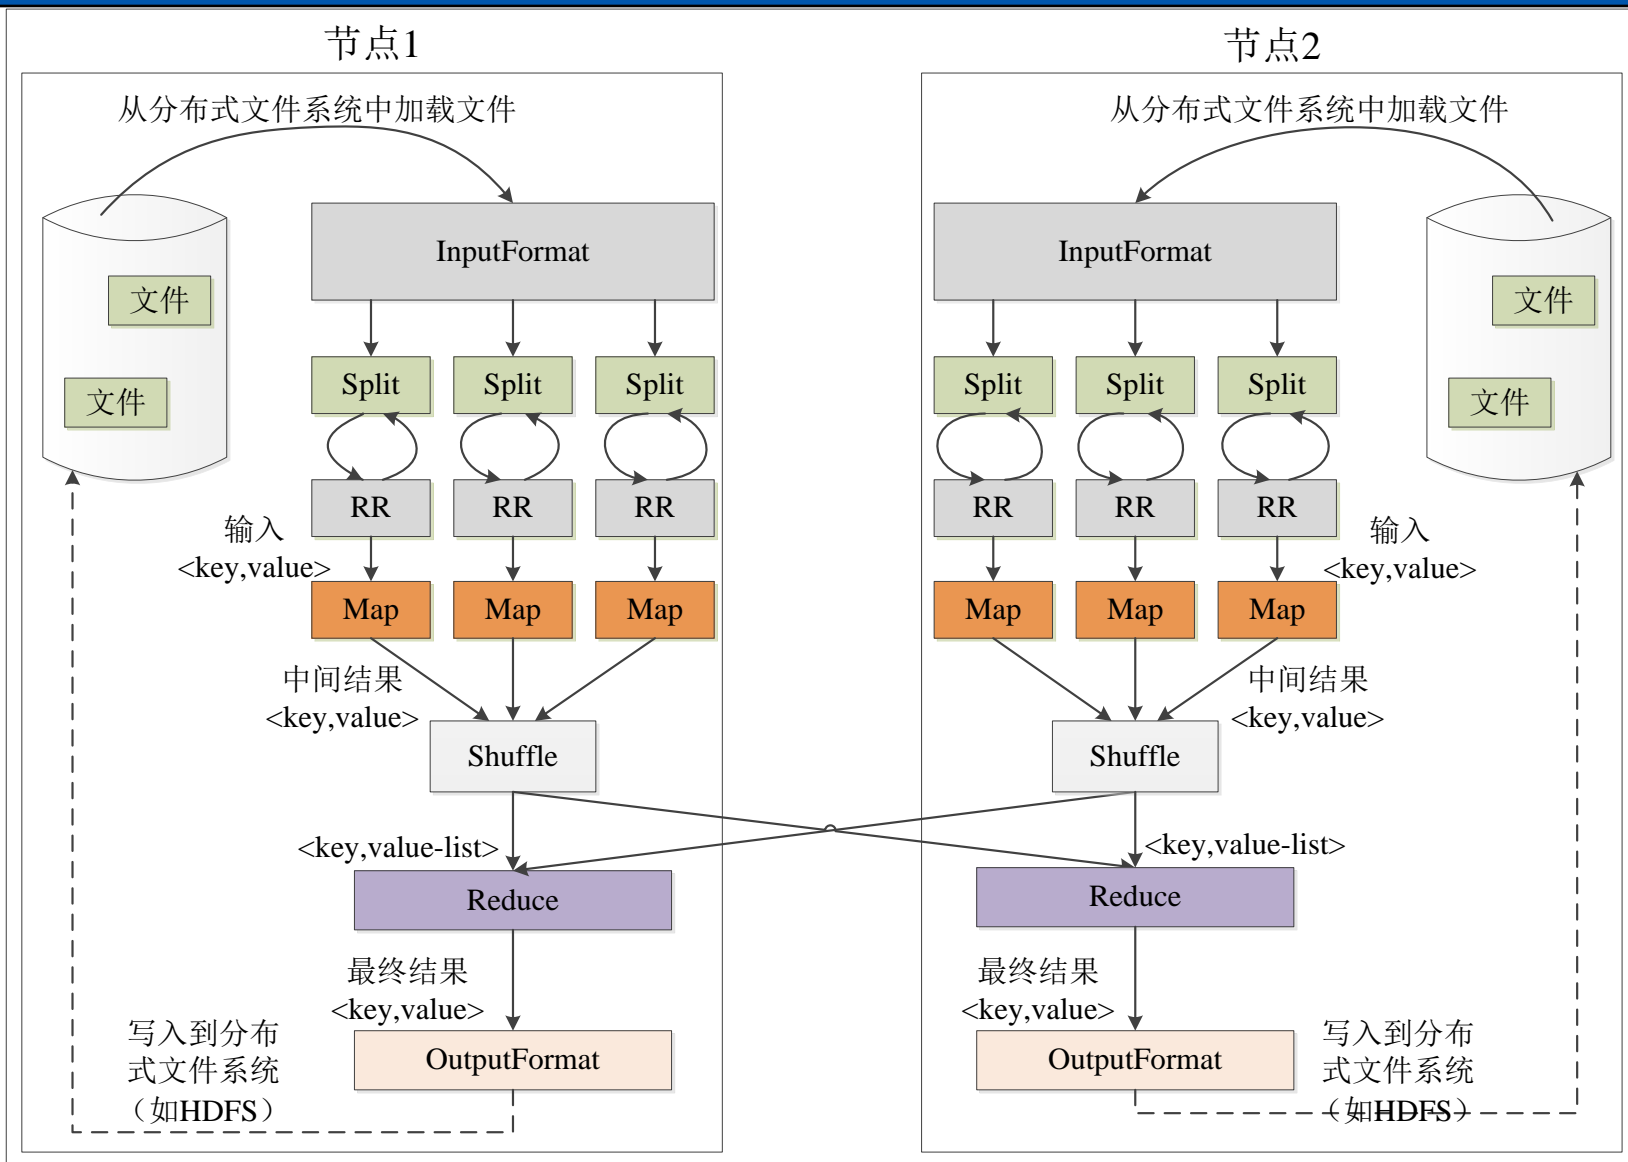 节点1
从分布式文件系统中加载文件
InputFormat
文件
文件
Split
Split
Split
RR
RR
RR
输入
<key,value>
Map
Map
Map
中间结果
<key,value>
Shuffle
<key,value-list>
Reduce
最终结果
<key,value>
OutputFormat
写入到分布
式文件系统
（如HDFS）
节点2
从分布式文件系统中加载文件
InputFormat
文件
文件
Split
Split
Split
RR
RR
RR
输入
<key,value>
Map
Map
Map
中间结果
<key,value>
Shuffle
<key,value-list>
Reduce
最终结果
<key,value>
OutputFormat
写入到分布
式文件系统
（如HDFS）